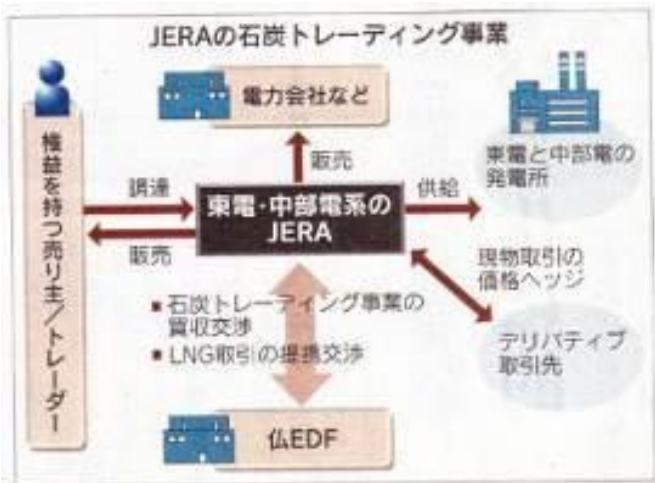 JERAの石炭トレーディング事業
電力会社など
権益を持つ売り主/トレーダー
調達
販売
販売
東電・中部電系の
JERA
供給
東電と中部電の
発電所
現物取引の
価格ヘッジ
デリバティブ
取引先
■石炭トレーディング事業の
買収交渉
■LNG取引の提携交渉
仏EDF